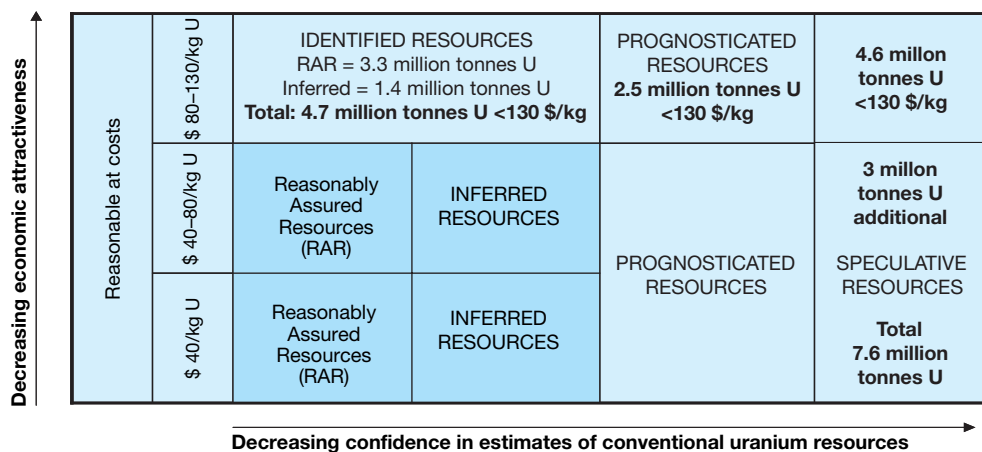 Decreasing economic attractiveness
Reasonable at costs
$ 80–130/kg U
IDENTIFIED RESOURCES
RAR = 3.3 million tonnes U
Inferred = 1.4 million tonnes U
Total: 4.7 million tonnes U <130 $/kg
PROGNOSTICATED
RESOURCES
2.5 million tonnes U
<130 $/kg
4.6 millon
tonnes U
<130 $/kg
$ 40–80/kg U
Reasonably
Assured
Resources
(RAR)
INFERRED
RESOURCES
3 millon
tonnes U
additional
$ 40/kg U
Reasonably
Assured
Resources
(RAR)
INFERRED
RESOURCES
PROGNOSTICATED
RESOURCES
SPECULATIVE
RESOURCES
Total
7.6 million
tonnes U
Decreasing confidence in estimates of conventional uranium resources